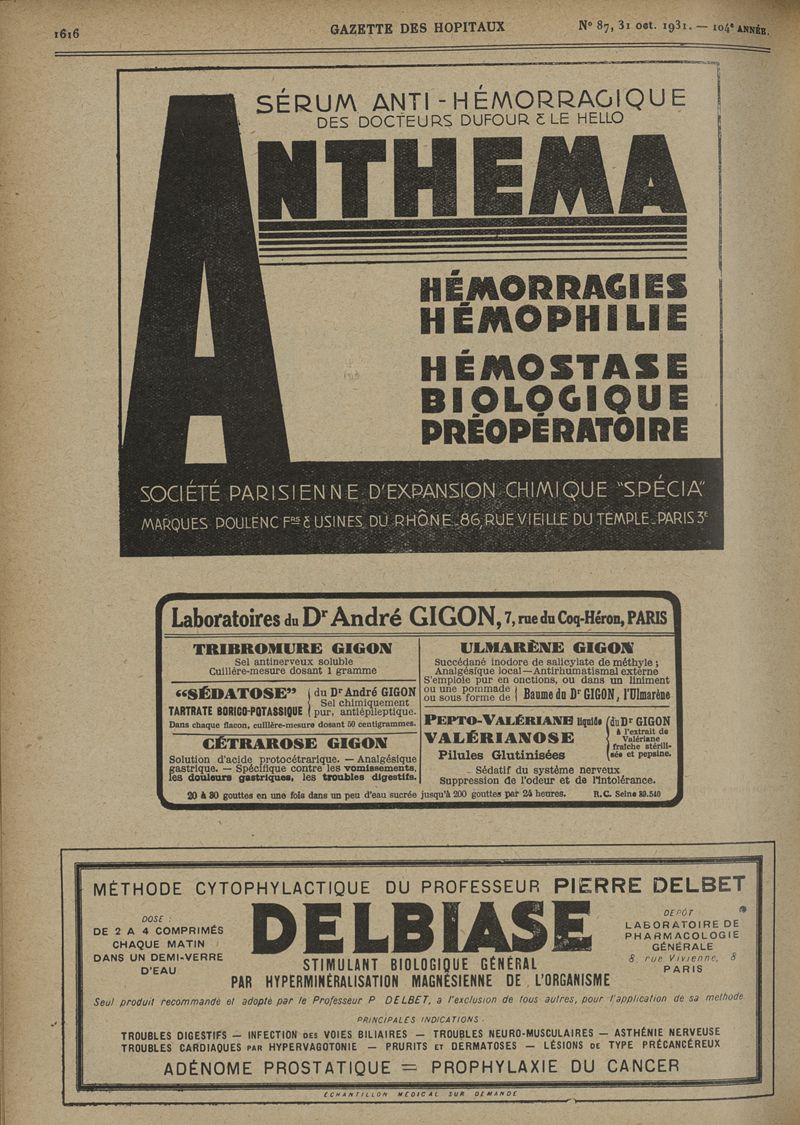 1616
GAZETTE DES HOPITAUX
N° 87, 31 oct. 1931. — 104e ANNÉE.
SÉRUM ANTI-HÉMORRAGIQUE
DES DOCTEURS DUFOUR & LE HELLO
ANTHEMA
HÉMORRAGIES
HÉMOPHILIE
HÉMOSTASE
BIOLOGIQUE
PRÉOPÉRATOIRE
SOCIÉTÉ PARISIENNE D'EXPANSION CHIMIQUE "SPÉCIA"
MARQUES POULENC Frs & USINES DU RHÔNE_86, RUE VIEILLE DU TEMPLE_PARIS 3e
Laboratoires du Dr André GIGON, 7, rue du Coq-Héron, PARIS
TRIBROMURE GIGON
Sel antinerveux soluble
Cuillère-mesure dosant 1 gramme
"SÉDATOSE" du Dr André GIGON
TARTRATE BORICO-POTASSIQUE Sel chimiquement pur, antiépileptique.
Dans chaque flacon, cuillère-mesure dosant 50 centigrammes.
CÉTRAROSE GIGON
Solution d'acide protocétrarique. — Analgésique
gastrique. — Spécifique contre les vomissements,
les douleurs gastriques, les troubles digestifs.
ULMARÈNE GIGON
Succédané inodore de salicylate de méthyle ;
Analgésique local — Antirhumatismal externe
S'emploie pur en onctions, ou dans un liniment
ou une pommade
ou sous forme de Baume du Dr GIGON, l'Ulmarène
PEPTO-VALÉRIANE liquide du Dr GIGON
VALÉRIANOSE à l'extrait de Valériane
Pilules Glutinisées fraîche stérilisée et pepsine.
- Sédatif du système nerveux
Suppression de l'odeur et de l'intolérance.
20 à 30 gouttes en une fois dans un peu d'eau sucrée jusqu'à 200 gouttes par 24 heures. R.C. Seine 39.540
MÉTHODE CYTOPHYLACTIQUE DU PROFESSEUR PIERRE DELBET
DOSE :
DE 2 A 4 COMPRIMÉS
CHAQUE MATIN
DANS UN DEMI-VERRE
D'EAU
DELBIASE
STIMULANT BIOLOGIQUE GÉNÉRAL
PAR HYPERMINÉRALISATION MAGNÉSIENNE DE L'ORGANISME
DEPÓT
LABORATOIRE DE
PHARMACOLOGIE
GÉNÉRALE
8, rue Vivienne, 8
PARIS
Seul produit recommandé et adopté par le Professeur P DELBET, a l'exclusion de tous autres, pour l'application de sa methode
PRINCIPALES INDICATIONS.
TROUBLES DIGESTIFS — INFECTION DES VOIES BILIAIRES — TROUBLES NEURO-MUSCULAIRES — ASTHÉNIE NERVEUSE
TROUBLES CARDIAQUES PAR HYPERVAGOTONIE — PRURITS ET DERMATOSES — LÉSIONS DE TYPE PRÉCANCÉREUX
ADÉNOME PROSTATIQUE = PROPHYLAXIE DU CANCER
ÉCHANTILLON MEDICAL SUR DEMANDE